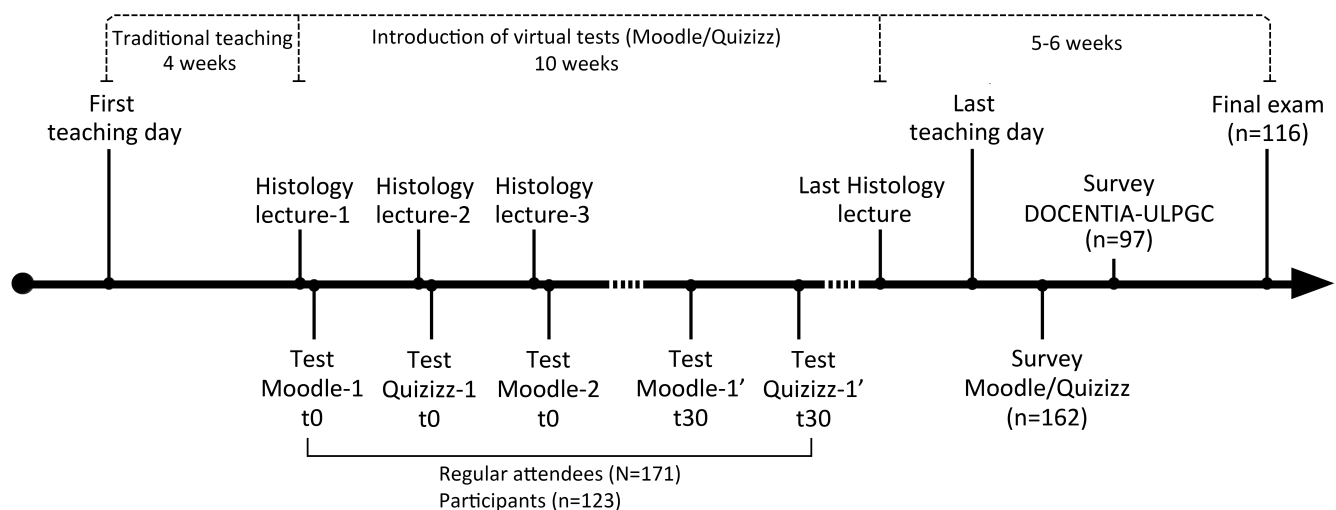 Traditional teaching
4 weeks
Introduction of virtual tests (Moodle/Quizizz)
10 weeks
5-6 weeks
First
teaching day
Last
teaching day
Final exam
(n=116)
Histology
lecture-1
Histology
lecture-2
Histology
lecture-3
Last Histology
lecture
Survey
DOCENTIA-ULPGC
(n=97)
Test
Moodle-1
t0
Test
Quizizz-1
t0
Test
Moodle-2
t0
Test
Moodle-1’
t30
Test
Quizizz-1’
t30
Survey
Moodle/Quizizz
(n=162)
Regular attendees (N=171)
Participants (n=123)